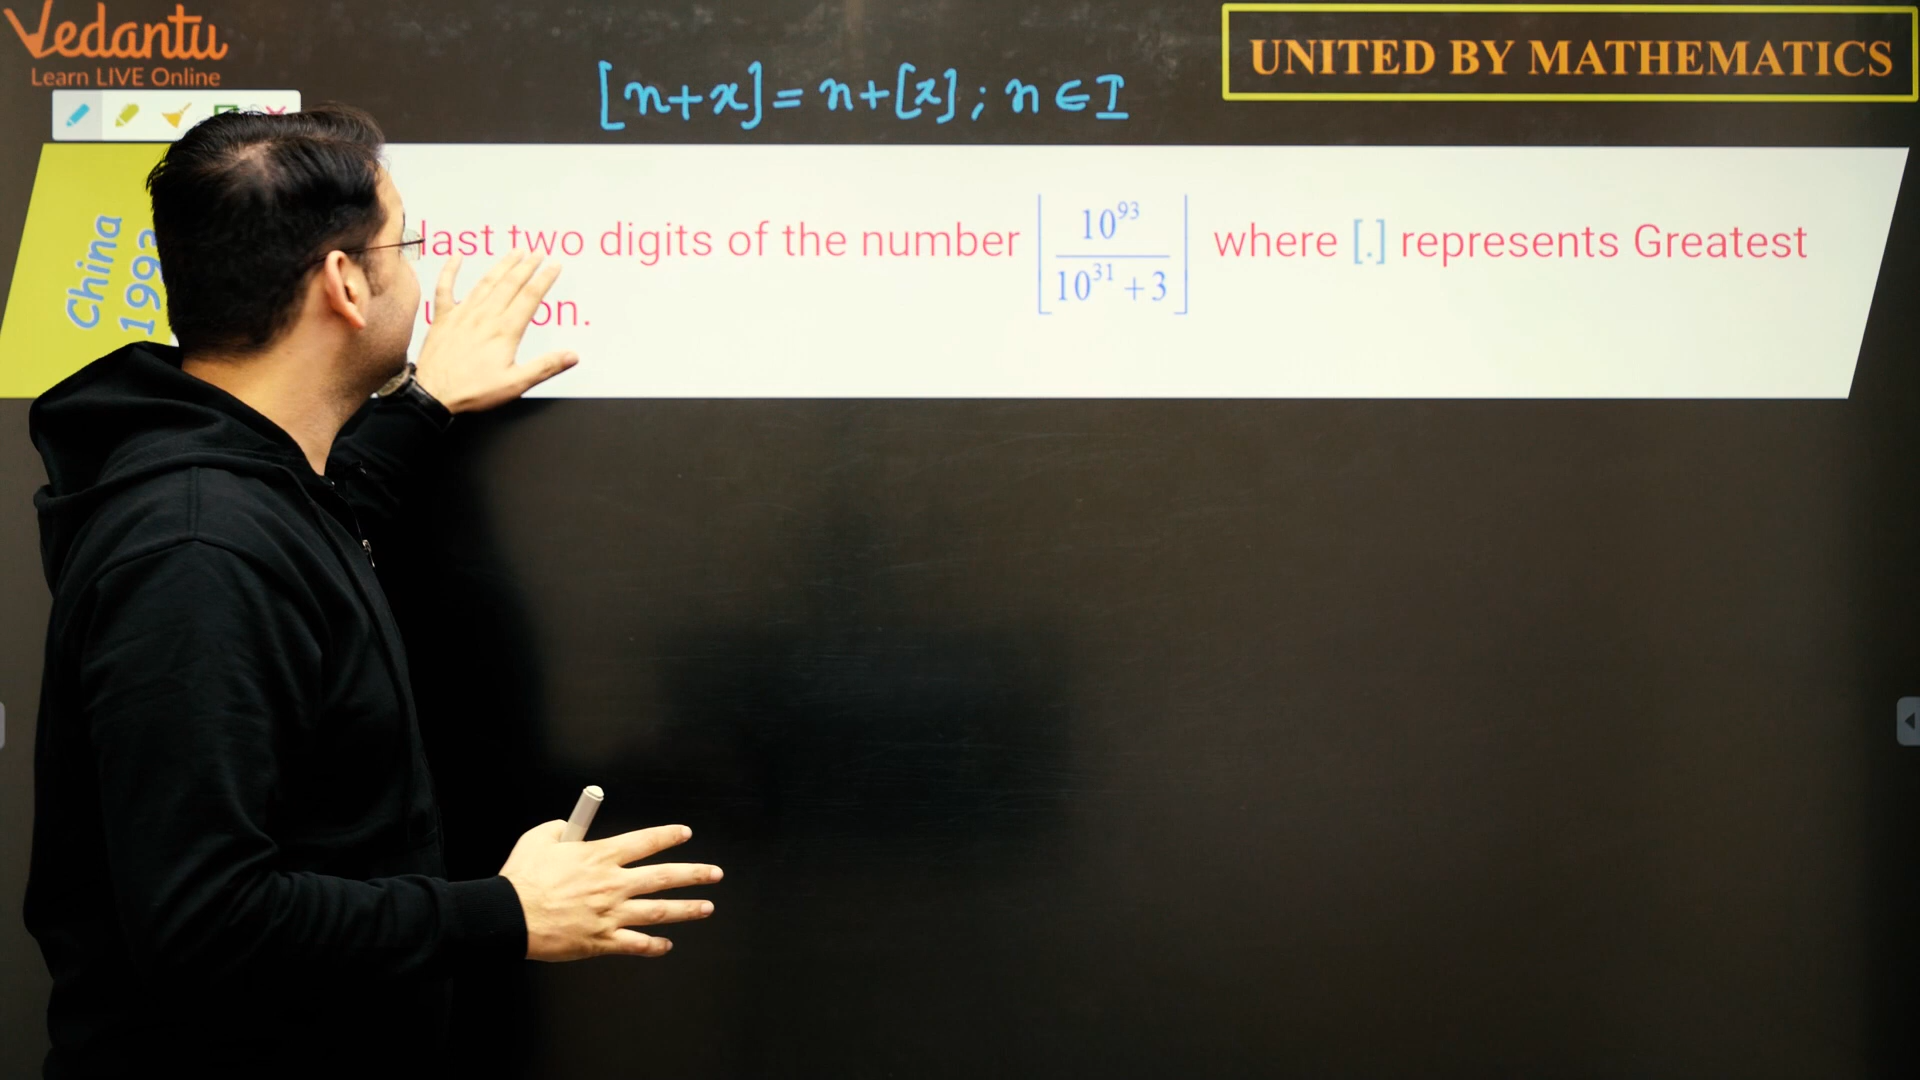 Vedantu
Learn LIVE Online
UNITED BY MATHEMATICS
[n+x] = n+[x] ; n ∈ I
China
1993
last two digits of the number ⌊10^93 / (10^31 + 3)⌋ where [.] represents Greatest
on.